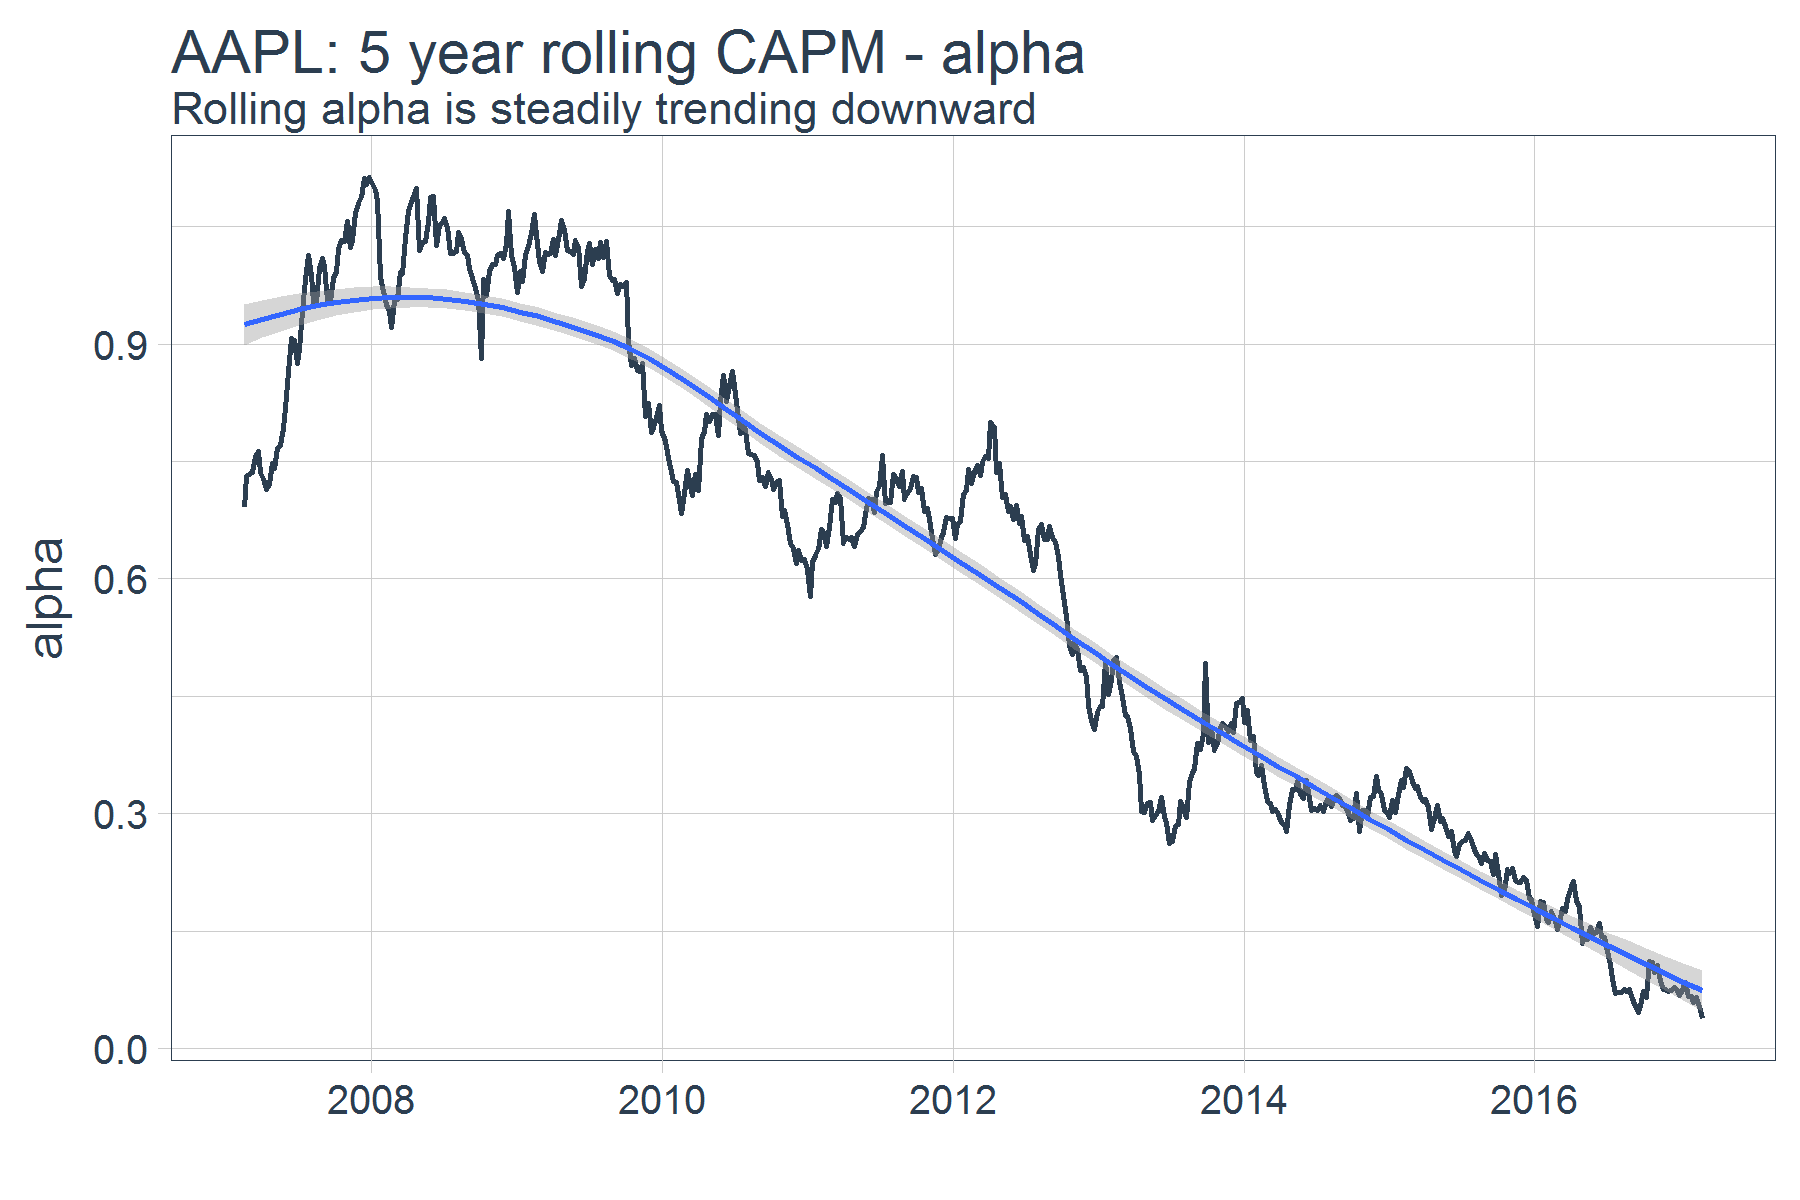 AAPL: 5 year rolling CAPM - alpha
Rolling alpha is steadily trending downward
alpha
0.9
0.6
0.3
0.0
2008 2010 2012 2014 2016